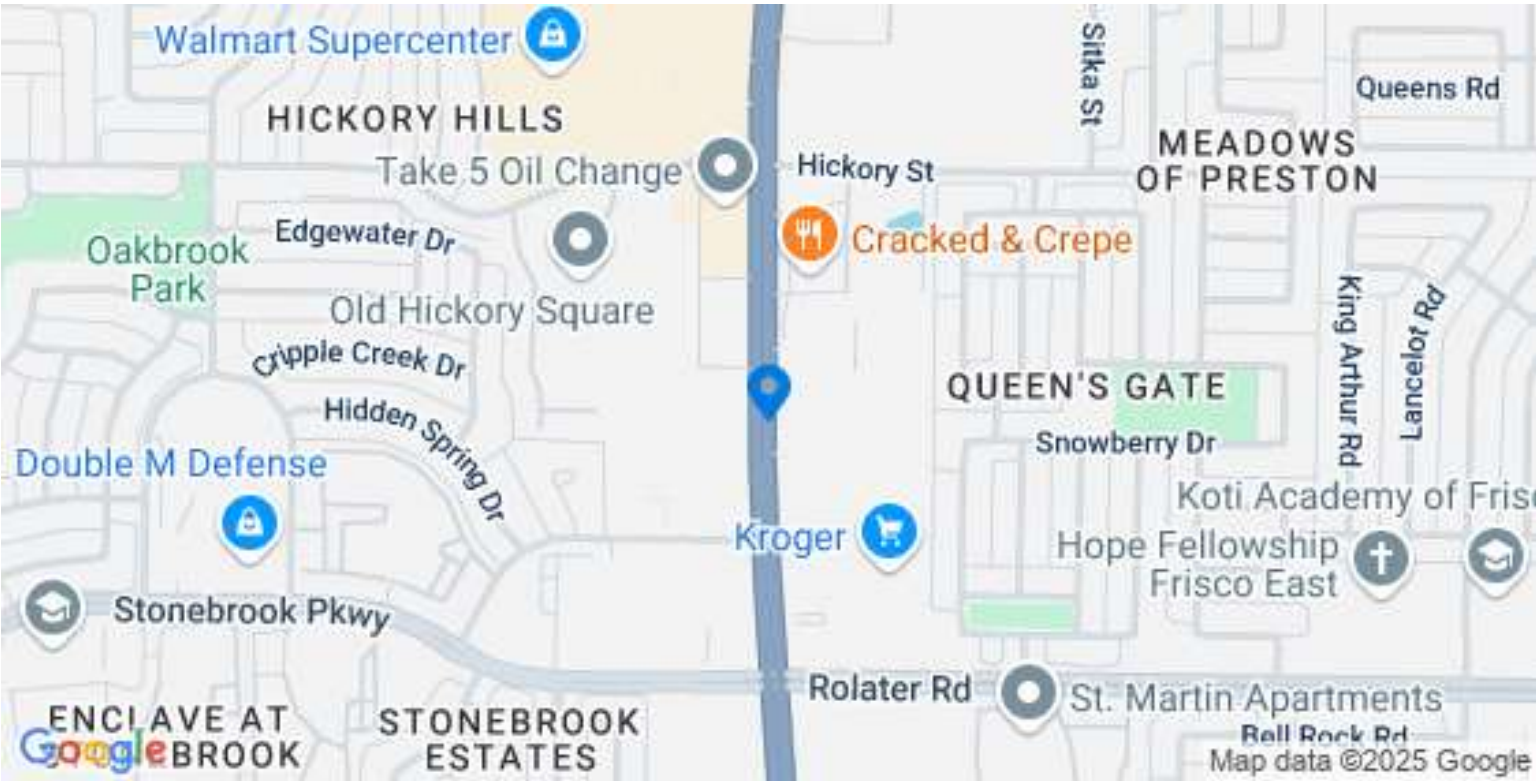 Walmart Supercenter
Sitka St
Queens Rd
HICKORY HILLS
MEADOWS
OF PRESTON
Take 5 Oil Change
Hickory St
Edgewater Dr
Cracked & Crepe
Oakbrook
Park
Old Hickory Square
King Arthur Rd
Lancelot Rd
Cripple Creek Dr
QUEEN'S GATE
Hidden Spring Dr
Snowberry Dr
Double M Defense
Koti Academy of Fris
Kroger
Hope Fellowship
Frisco East
Stonebrook Pkwy
Rolater Rd
St. Martin Apartments
ENCLAVE AT
BROOK
STONEBROOK
ESTATES
Bell Rock Rd
Google
Map data ©2025 Google